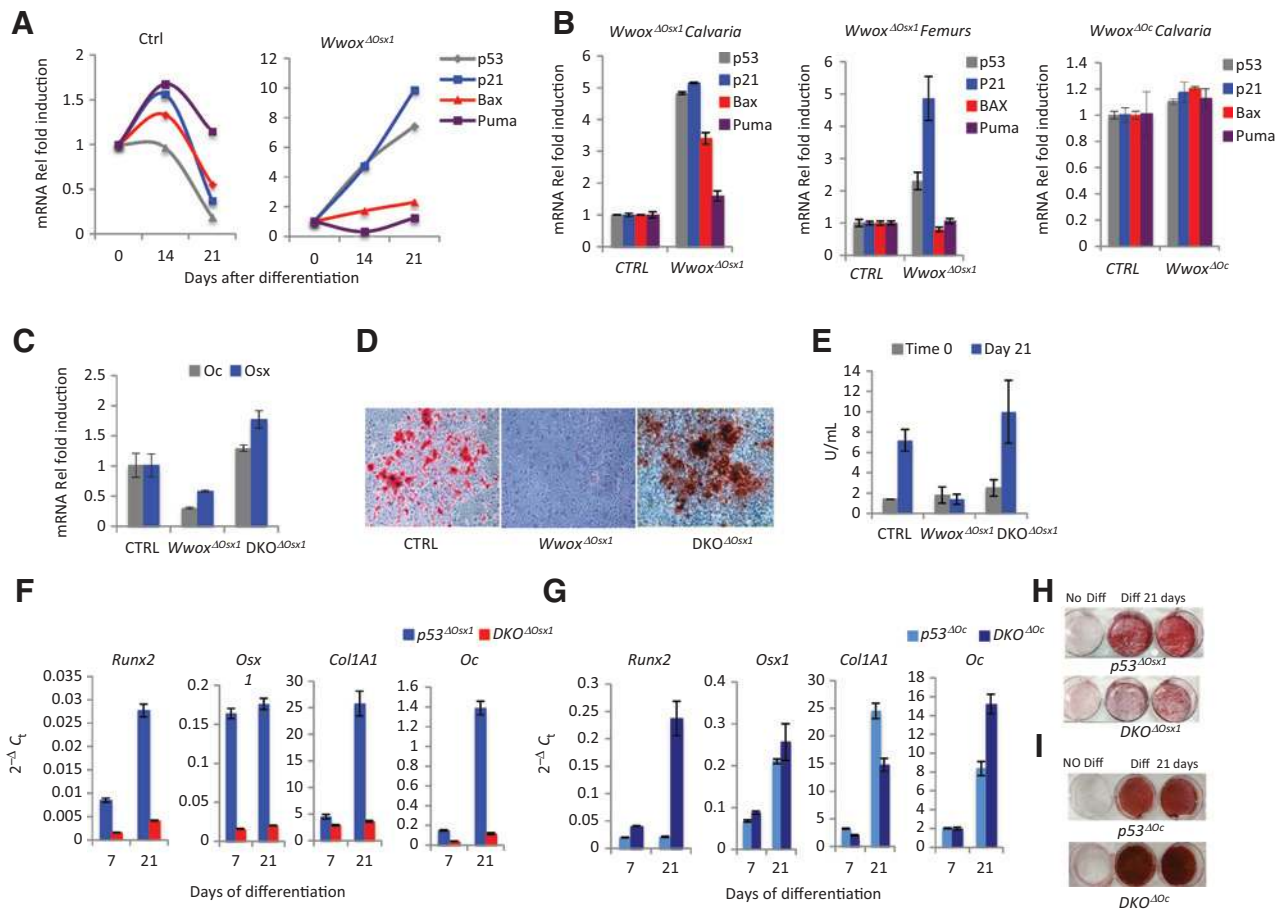 A
Ctrl
Wwox^ΔOsx1
mRNA Rel fold induction
2
1.5
1
0.5
0
0 14 21
12
10
8
6
4
2
0
0 14 21
Days after differentiation
p53
p21
Bax
Puma
B
Wwox^ΔOsx1 Calvaria
mRNA Rel fold induction
6
5
4
3
2
1
0
CTRL Wwox^ΔOsx1
p53
p21
Bax
Puma
Wwox^ΔOsx1 Femurs
mRNA Rel fold induction
6
5
4
3
2
1
0
CTRL Wwox^ΔOsx1
p53
P21
BAX
Puma
Wwox^ΔOc Calvaria
mRNA Rel fold induction
1.4
1.2
1
0.8
0.6
0.4
0.2
0
CTRL Wwox^ΔOc
p53
p21
Bax
Puma
C
Oc Osx
mRNA Rel fold induction
2.5
2
1.5
1
0.5
0
CTRL Wwox^ΔOsx1 DKO^ΔOsx1
D
CTRL Wwox^ΔOsx1 DKO^ΔOsx1
E
Time 0 Day 21
U/mL
14
12
10
8
6
4
2
0
CTRL Wwox^ΔOsx1 DKO^ΔOsx1
F
p53^ΔOsx1 DKO^ΔOsx1
2^−Δ Ct
Runx2
0.035
0.03
0.025
0.02
0.015
0.01
0.005
0
7 21
Osx
1
0.2
0.15
0.1
0.05
0
7 21
Col1A1
30
25
20
15
10
5
0
7 21
Oc
1.6
1.4
1.2
1
0.8
0.6
0.4
0.2
0
7 21
Days of differentiation
G
p53^ΔOc DKO^ΔOc
2^−Δ Ct
Runx2
0.3
0.25
0.2
0.15
0.1
0.05
0
7 21
Osx1
0.4
0.3
0.2
0.1
0
7 21
Col1A1
30
25
20
15
10
5
0
7 21
Oc
18
16
14
12
10
8
6
4
2
0
7 21
Days of differentiation
H
No Diff Diff 21 days
p53^ΔOsx1
DKO^ΔOsx1
I
NO Diff Diff 21 days
p53^ΔOc
DKO^ΔOc